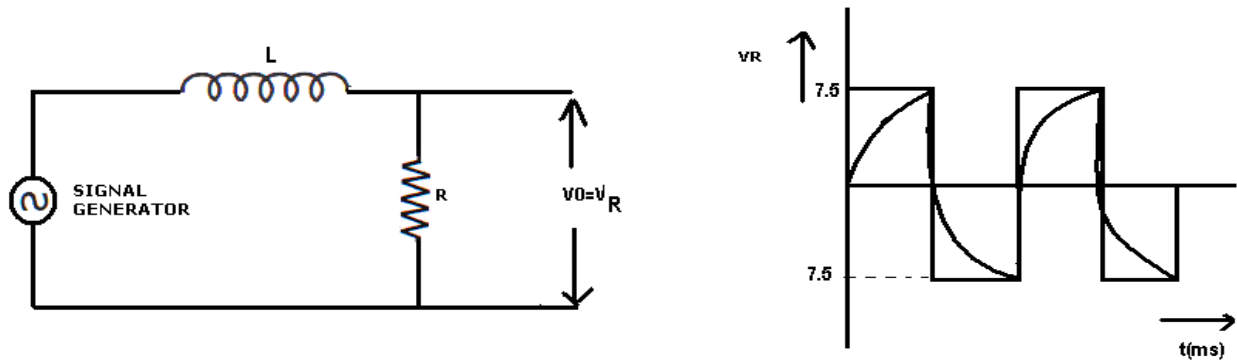 L
SIGNAL
GENERATOR
R
V0=VR
VR
7.5
7.5
t(ms)